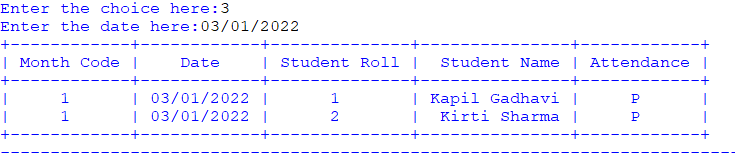 Enter the choice here:3
Enter the date here:03/01/2022
+------------+------------+--------------+---------------+------------+
| Month Code |    Date    | Student Roll |  Student Name | Attendance |
+------------+------------+--------------+---------------+------------+
|     1      | 03/01/2022 |      1       | Kapil Gadhavi |     P      |
|     1      | 03/01/2022 |      2       |  Kirti Sharma |     P      |
+------------+------------+--------------+---------------+------------+
-------------------------------------------------------------------------